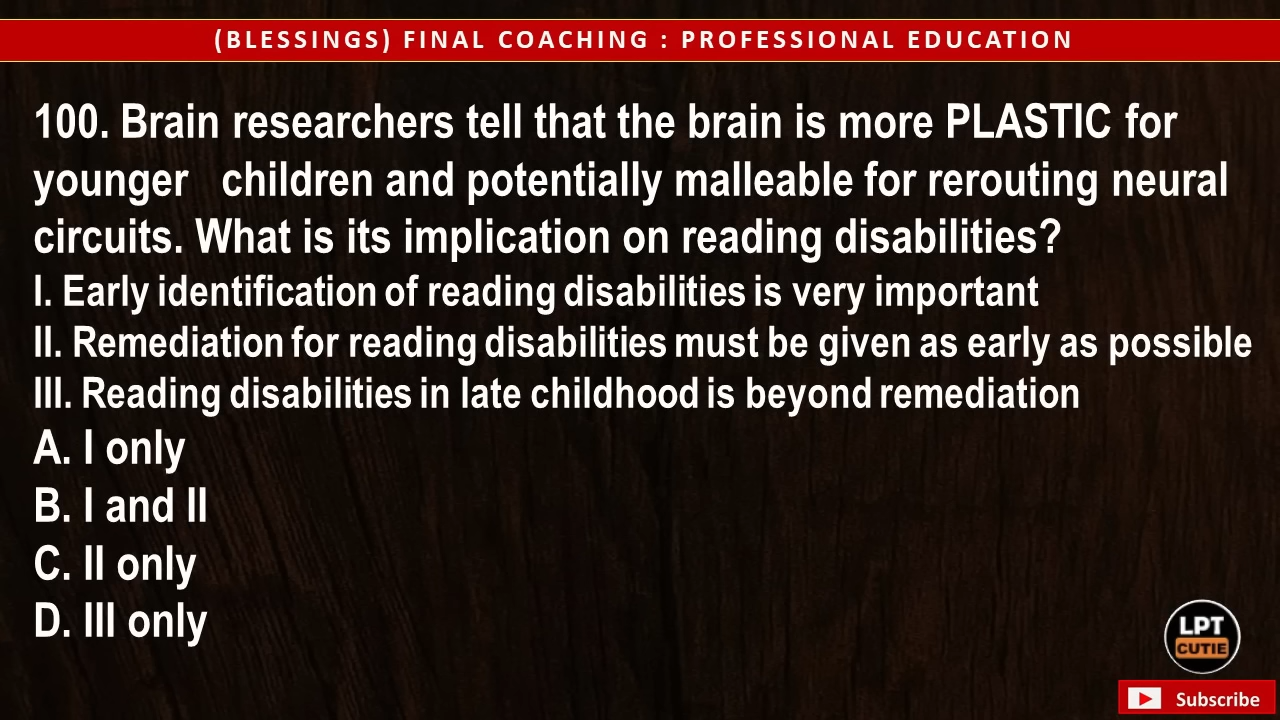 (BLESSINGS) FINAL COACHING : PROFESSIONAL EDUCATION
100. Brain researchers tell that the brain is more PLASTIC for
younger children and potentially malleable for rerouting neural
circuits. What is its implication on reading disabilities?
I. Early identification of reading disabilities is very important
II. Remediation for reading disabilities must be given as early as possible
III. Reading disabilities in late childhood is beyond remediation
A. I only
B. I and II
C. II only
D. III only
LPT
CUTIE
Subscribe